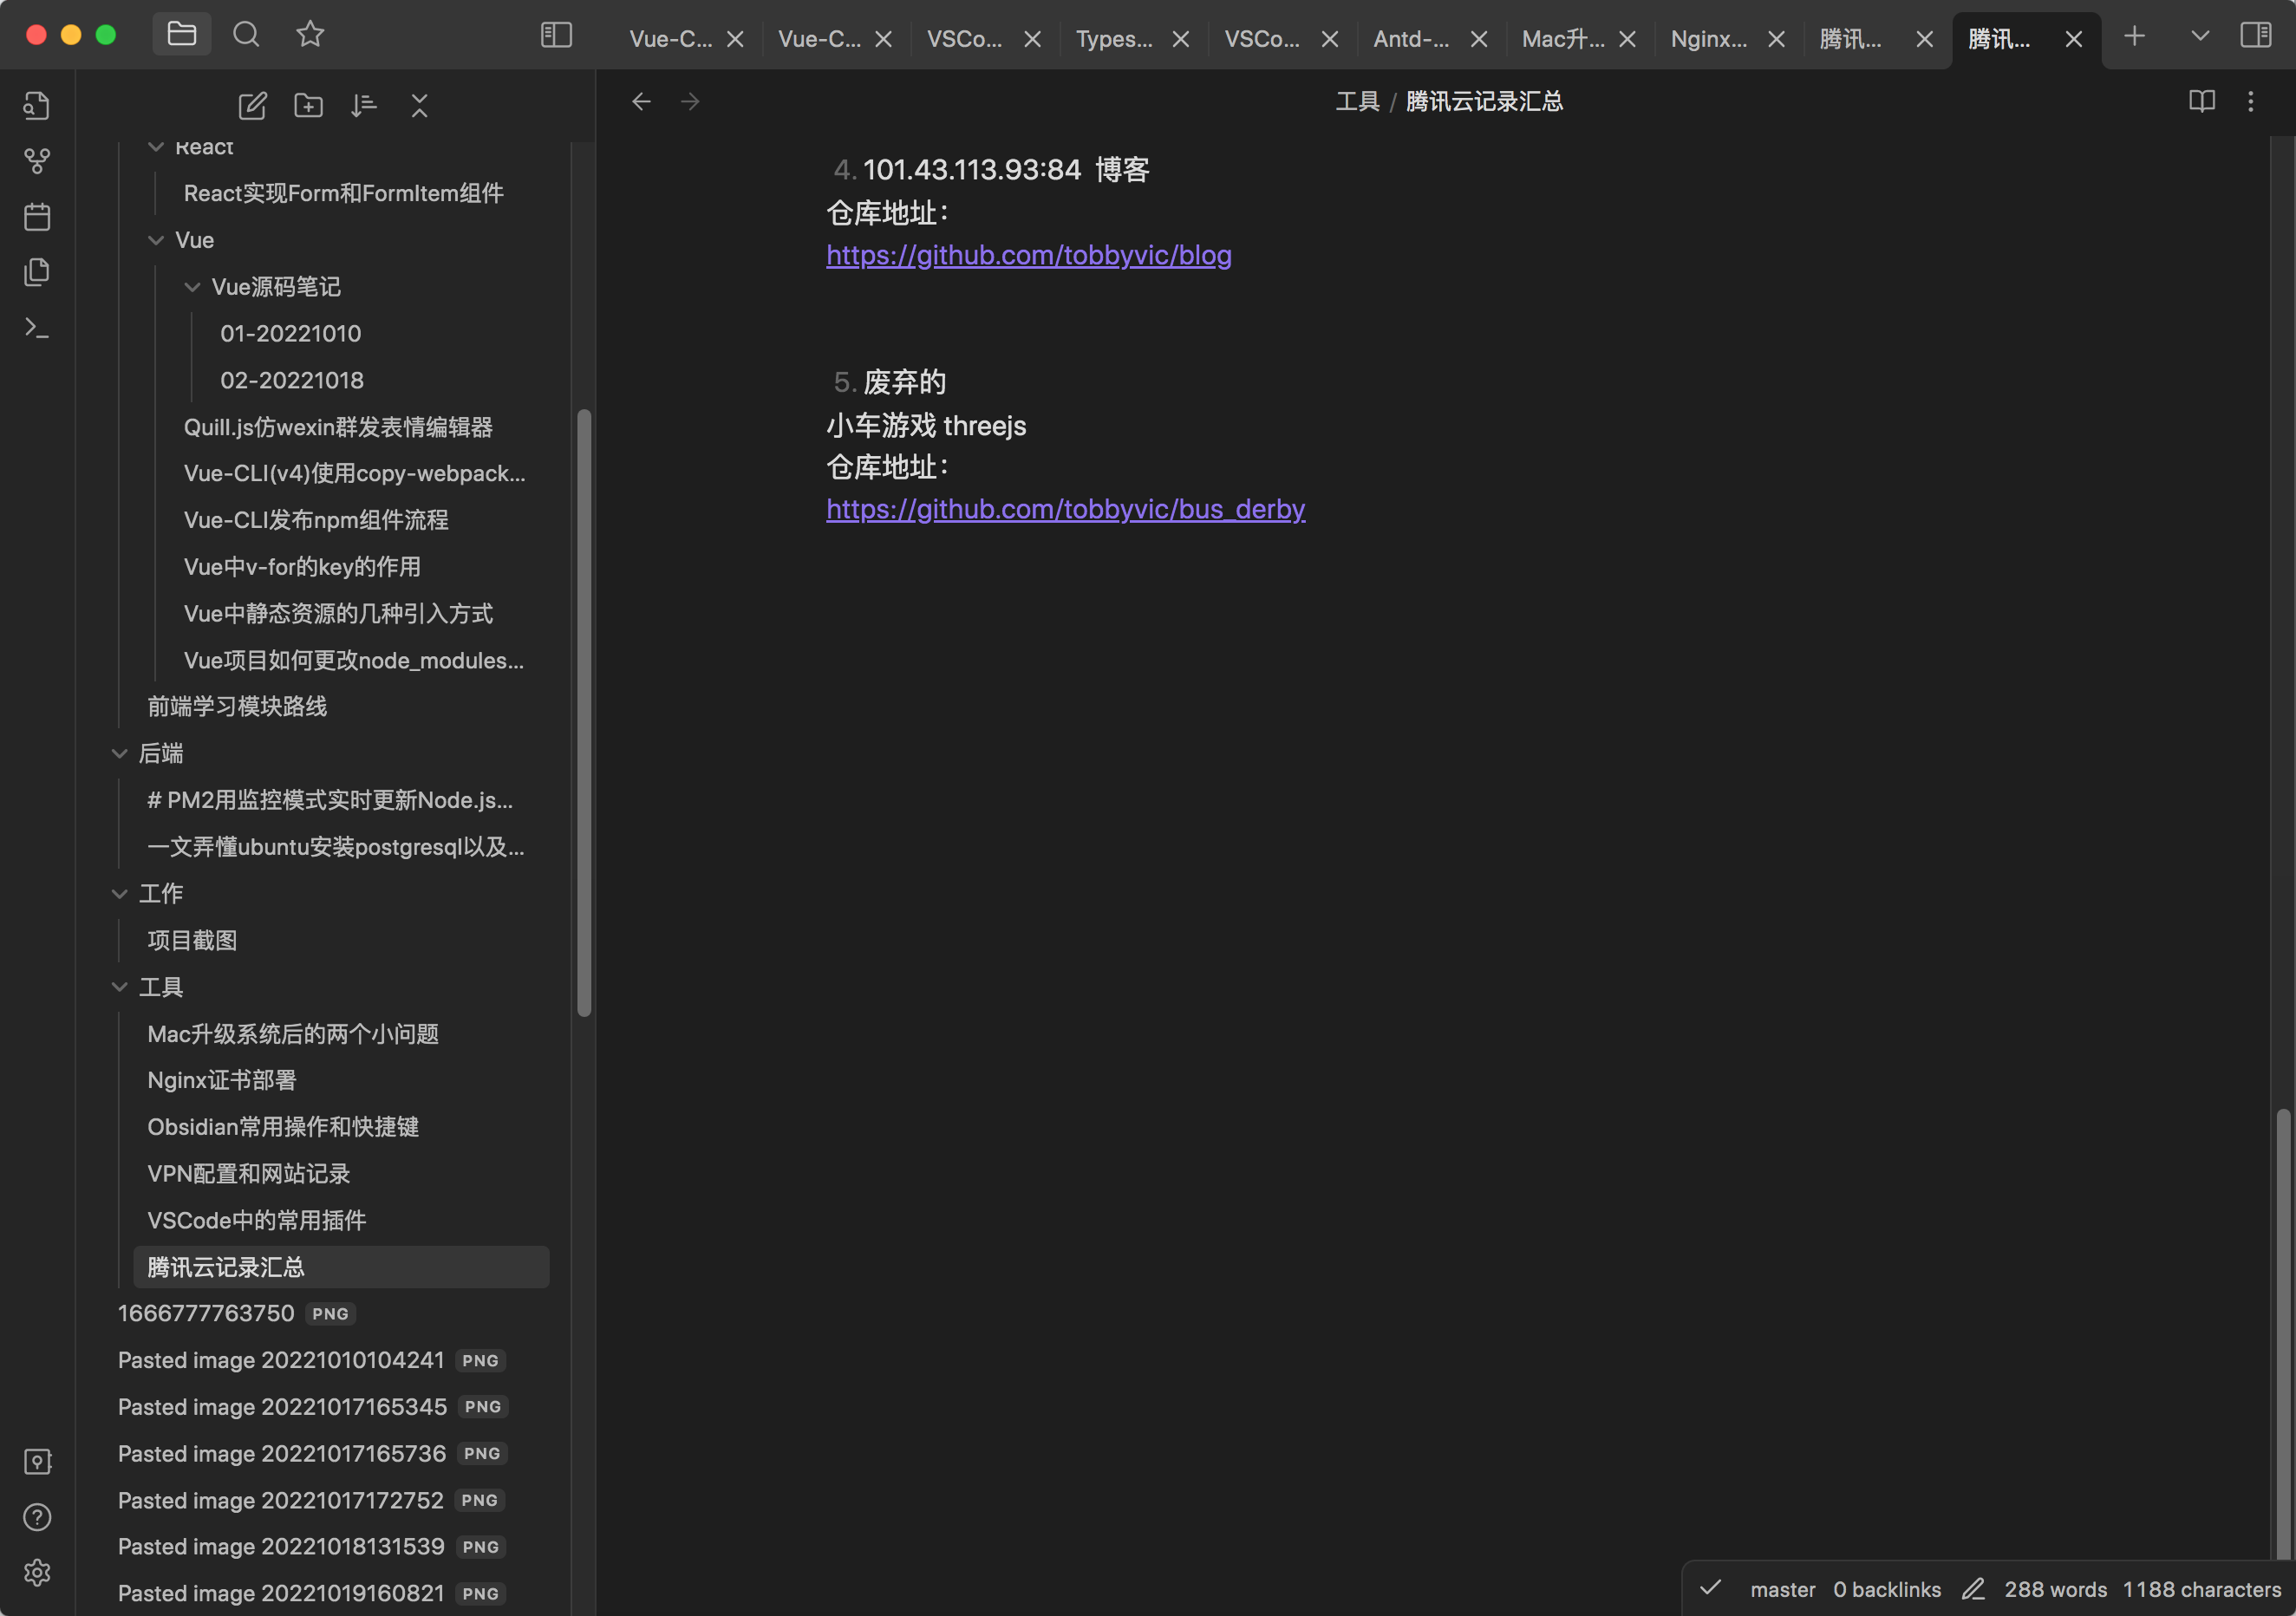 Vue-C...
Vue-C...
VSCo...
Types...
VSCo...
Antd-...
Mac升...
Nginx...
腾讯...
腾讯...
React
React实现Form和FormItem组件
Vue
Vue源码笔记
01-20221010
02-20221018
Quill.js仿wexin群发表情编辑器
Vue-CLI(v4)使用copy-webpack...
Vue-CLI发布npm组件流程
Vue中v-for的key的作用
Vue中静态资源的几种引入方式
Vue项目如何更改node_modules...
前端学习模块路线
后端
# PM2用监控模式实时更新Node.js...
一文弄懂ubuntu安装postgresql以及...
工作
项目截图
工具
Mac升级系统后的两个小问题
Nginx证书部署
Obsidian常用操作和快捷键
VPN配置和网站记录
VSCode中的常用插件
腾讯云记录汇总
1666777763750 PNG
Pasted image 20221010104241 PNG
Pasted image 20221017165345 PNG
Pasted image 20221017165736 PNG
Pasted image 20221017172752 PNG
Pasted image 20221018131539 PNG
Pasted image 20221019160821 PNG
工具 / 腾讯云记录汇总
4. 101.43.113.93:84 博客
仓库地址：
https://github.com/tobbyvic/blog
5. 废弃的
小车游戏 threejs
仓库地址：
https://github.com/tobbyvic/bus_derby
master 0 backlinks 288 words 1188 characters